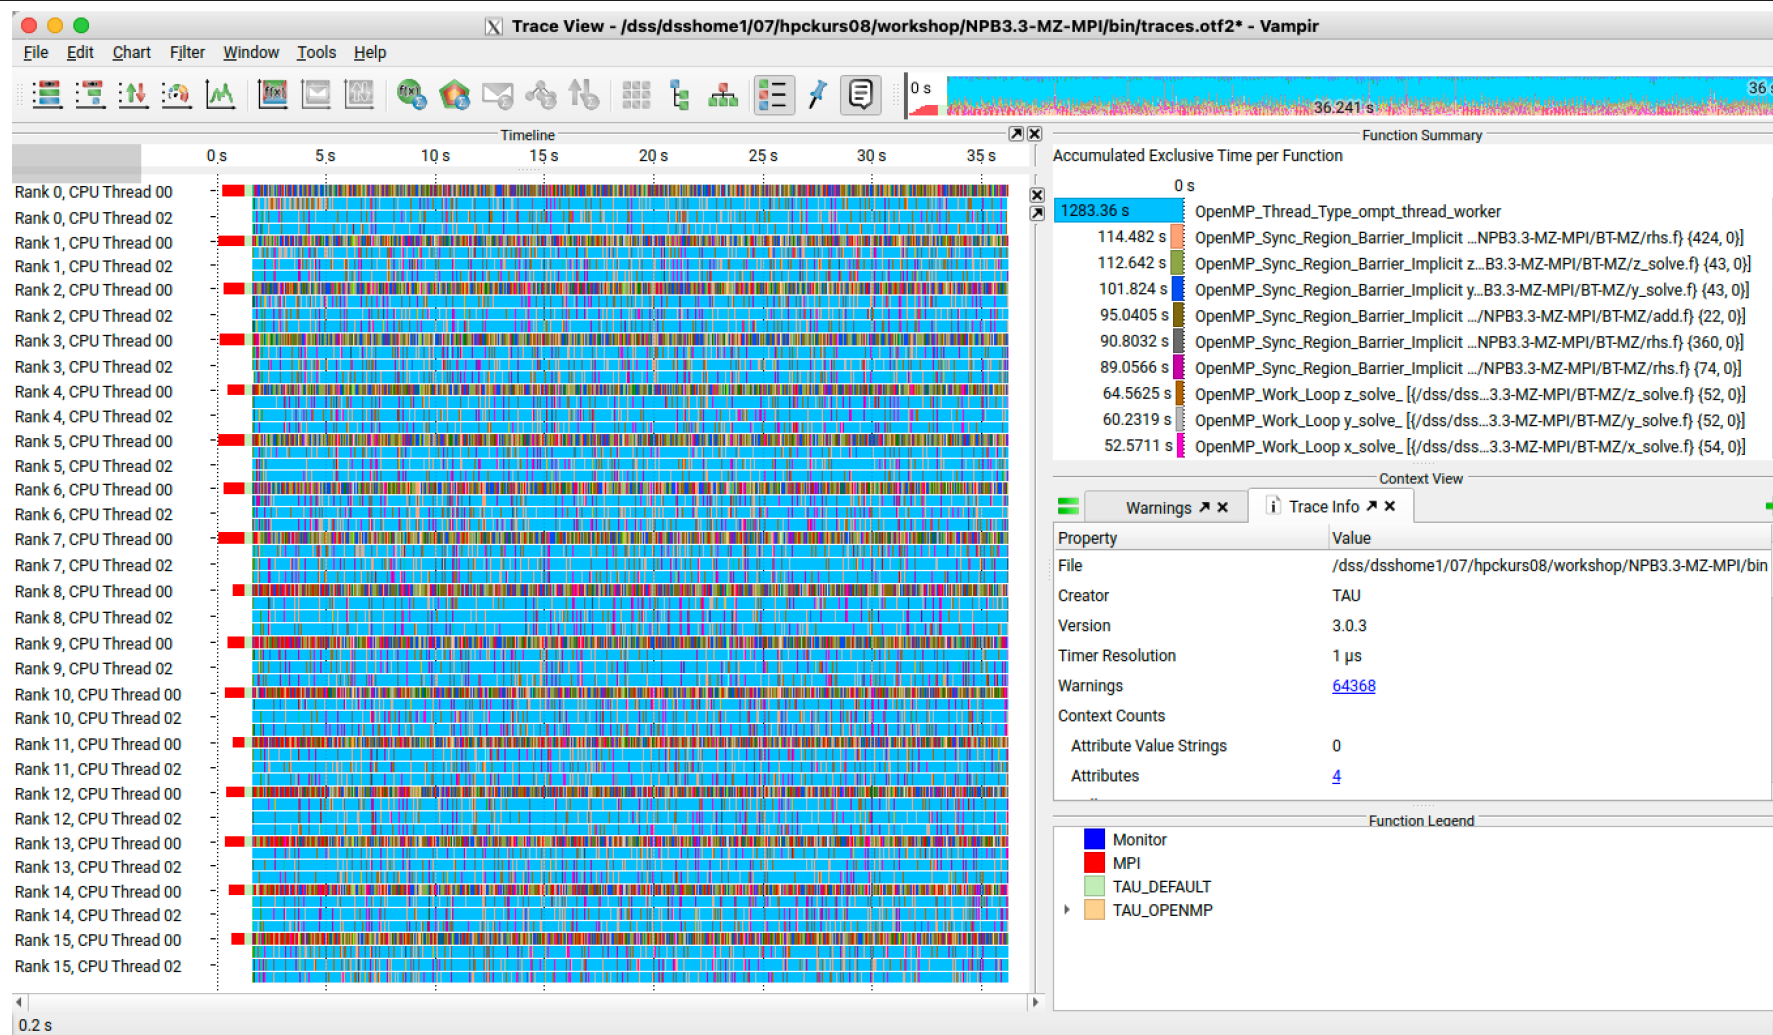 Trace View - /dss/dsshome1/07/hpckurs08/workshop/NPB3.3-MZ-MPI/bin/traces.otf2* - Vampir
File Edit Chart Filter Window Tools Help
0 s
36.241 s
36 s
Timeline
0 s 5 s 10 s 15 s 20 s 25 s 30 s 35 s
Rank 0, CPU Thread 00
Rank 0, CPU Thread 02
Rank 1, CPU Thread 00
Rank 1, CPU Thread 02
Rank 2, CPU Thread 00
Rank 2, CPU Thread 02
Rank 3, CPU Thread 00
Rank 3, CPU Thread 02
Rank 4, CPU Thread 00
Rank 4, CPU Thread 02
Rank 5, CPU Thread 00
Rank 5, CPU Thread 02
Rank 6, CPU Thread 00
Rank 6, CPU Thread 02
Rank 7, CPU Thread 00
Rank 7, CPU Thread 02
Rank 8, CPU Thread 00
Rank 8, CPU Thread 02
Rank 9, CPU Thread 00
Rank 9, CPU Thread 02
Rank 10, CPU Thread 00
Rank 10, CPU Thread 02
Rank 11, CPU Thread 00
Rank 11, CPU Thread 02
Rank 12, CPU Thread 00
Rank 12, CPU Thread 02
Rank 13, CPU Thread 00
Rank 13, CPU Thread 02
Rank 14, CPU Thread 00
Rank 14, CPU Thread 02
Rank 15, CPU Thread 00
Rank 15, CPU Thread 02
0.2 s
Function Summary
Accumulated Exclusive Time per Function
0 s
1283.36 s OpenMP_Thread_Type_ompt_thread_worker
114.482 s OpenMP_Sync_Region_Barrier_Implicit ...NPB3.3-MZ-MPI/BT-MZ/rhs.f} {424, 0}]
112.642 s OpenMP_Sync_Region_Barrier_Implicit z...B3.3-MZ-MPI/BT-MZ/z_solve.f} {43, 0}]
101.824 s OpenMP_Sync_Region_Barrier_Implicit y...B3.3-MZ-MPI/BT-MZ/y_solve.f} {43, 0}]
95.0405 s OpenMP_Sync_Region_Barrier_Implicit .../NPB3.3-MZ-MPI/BT-MZ/add.f} {22, 0}]
90.8032 s OpenMP_Sync_Region_Barrier_Implicit ...NPB3.3-MZ-MPI/BT-MZ/rhs.f} {360, 0}]
89.0566 s OpenMP_Sync_Region_Barrier_Implicit .../NPB3.3-MZ-MPI/BT-MZ/rhs.f} {74, 0}]
64.5625 s OpenMP_Work_Loop z_solve_ [{/dss/dss...3.3-MZ-MPI/BT-MZ/z_solve.f} {52, 0}]
60.2319 s OpenMP_Work_Loop y_solve_ [{/dss/dss...3.3-MZ-MPI/BT-MZ/y_solve.f} {52, 0}]
52.5711 s OpenMP_Work_Loop x_solve_ [{/dss/dss...3.3-MZ-MPI/BT-MZ/x_solve.f} {54, 0}]
Context View
Warnings Trace Info
Property Value
File /dss/dsshome1/07/hpckurs08/workshop/NPB3.3-MZ-MPI/bin
Creator TAU
Version 3.0.3
Timer Resolution 1 µs
Warnings 64368
Context Counts
Attribute Value Strings 0
Attributes 4
Function Legend
Monitor
MPI
TAU_DEFAULT
TAU_OPENMP